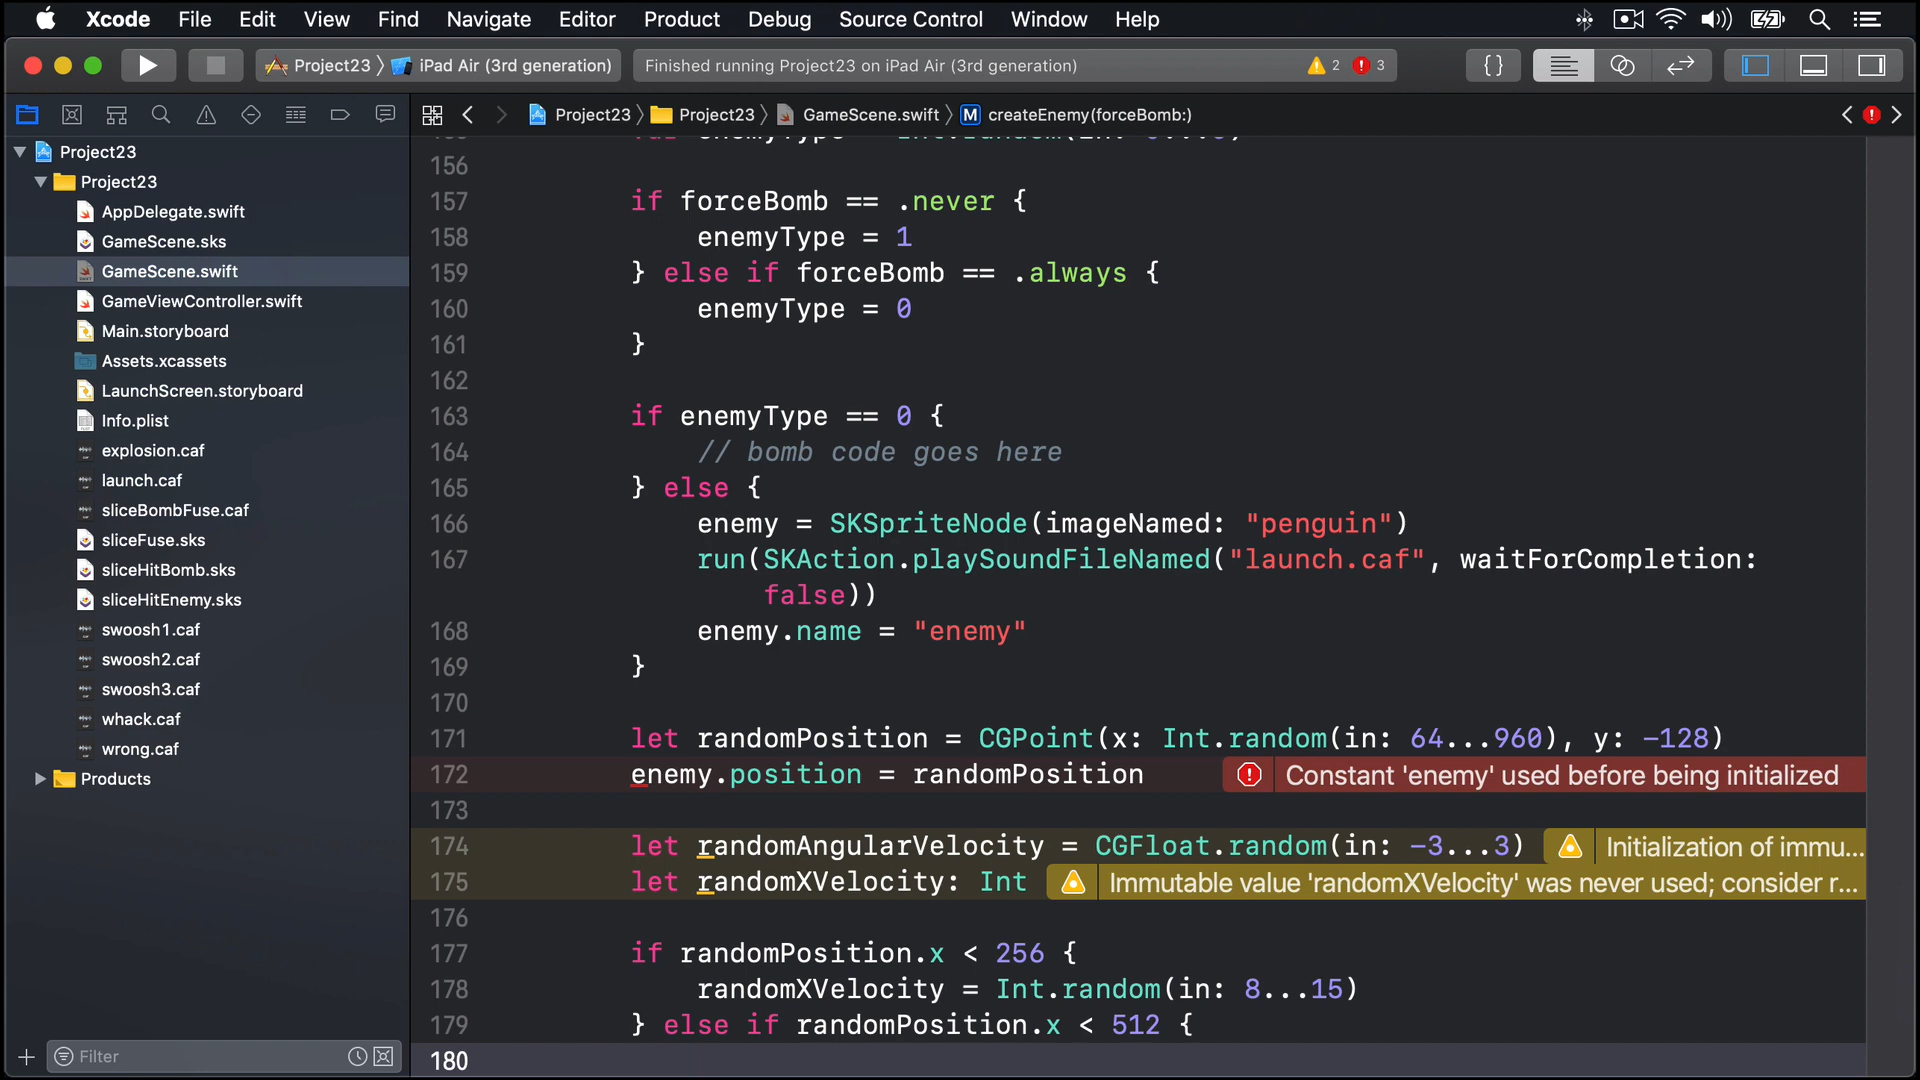 Xcode File Edit View Find Navigate Editor Product Debug Source Control Window Help
Project23 iPad Air (3rd generation) Finished running Project23 on iPad Air (3rd generation) 2 3 {}
Project23 Project23 GameScene.swift M createEnemy(forceBomb:)
Project23
Project23
AppDelegate.swift
GameScene.sks
GameScene.swift
GameViewController.swift
Main.storyboard
Assets.xcassets
LaunchScreen.storyboard
Info.plist
explosion.caf
launch.caf
sliceBombFuse.caf
sliceFuse.sks
sliceHitBomb.sks
sliceHitEnemy.sks
swoosh1.caf
swoosh2.caf
swoosh3.caf
whack.caf
wrong.caf
Products
Filter
156
157 if forceBomb == .never {
158 enemyType = 1
159 } else if forceBomb == .always {
160 enemyType = 0
161 }
162
163 if enemyType == 0 {
164 // bomb code goes here
165 } else {
166 enemy = SKSpriteNode(imageNamed: "penguin")
167 run(SKAction.playSoundFileNamed("launch.caf", waitForCompletion:
false))
168 enemy.name = "enemy"
169 }
170
171 let randomPosition = CGPoint(x: Int.random(in: 64...960), y: -128)
172 enemy.position = randomPosition Constant 'enemy' used before being initialized
173
174 let randomAngularVelocity = CGFloat.random(in: -3...3) Initialization of immu...
175 let randomXVelocity: Int Immutable value 'randomXVelocity' was never used; consider r...
176
177 if randomPosition.x < 256 {
178 randomXVelocity = Int.random(in: 8...15)
179 } else if randomPosition.x < 512 {
180